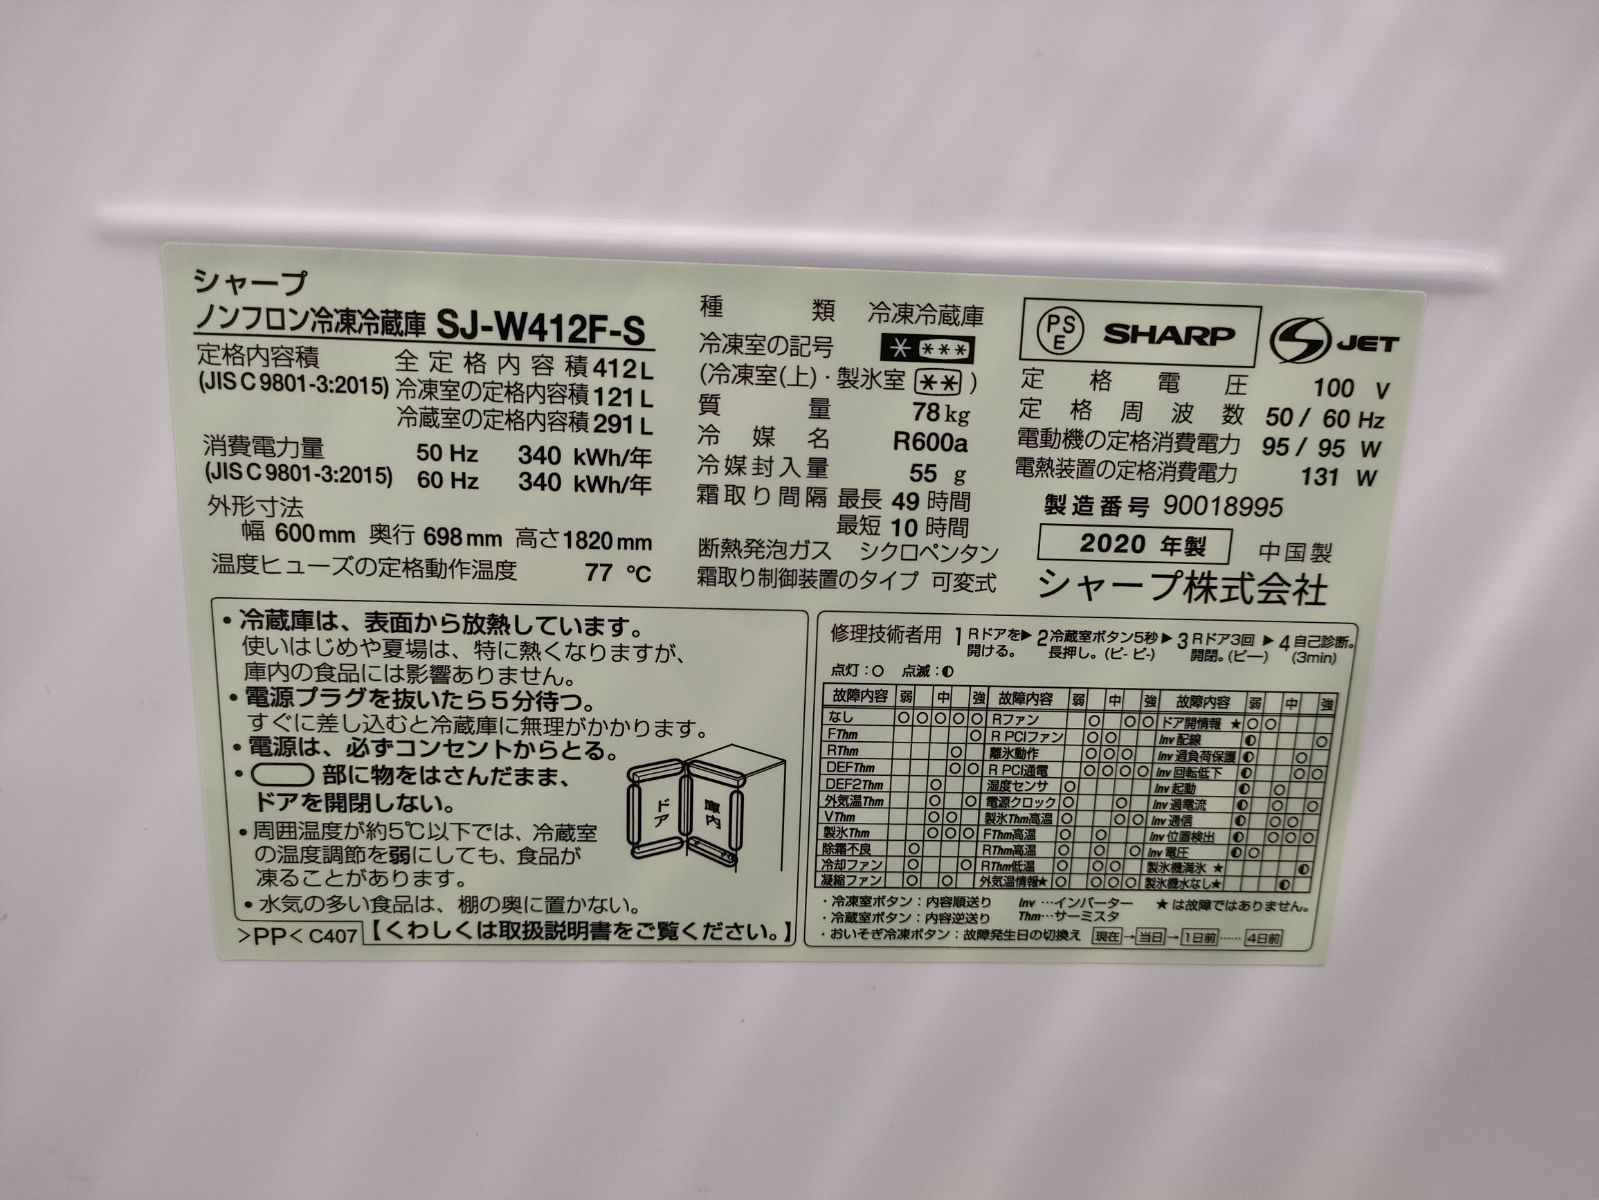 シャープ
ノンフロン冷凍冷蔵庫 SJ-W412F-S
定格内容積 全定格内容積 412 L
(JIS C 9801-3:2015) 冷凍室の定格内容積 121 L
冷蔵室の定格内容積 291 L
消費電力量 50 Hz 340 kWh/年
(JIS C 9801-3:2015) 60 Hz 340 kWh/年
外形寸法
幅 600 mm 奥行 698 mm 高さ 1820 mm
温度ヒューズの定格動作温度 77 ℃
種類 冷凍冷蔵庫
冷凍室の記号 * ***
(冷凍室(上)・製氷室 ** )
質量 78 kg
冷媒名 R600a
冷媒封入量 55 g
霜取り間隔 最長 49 時間
最短 10 時間
断熱発泡ガス シクロペンタン
霜取り制御装置のタイプ 可変式
PSE SHARP S JET
定格電圧 100 V
定格周波数 50 / 60 Hz
電動機の定格消費電力 95 / 95 W
電熱装置の定格消費電力 131 W
製造番号 90018995
2020 年製 中国製
シャープ株式会社
・冷蔵庫は、表面から放熱しています。
使いはじめや夏場は、特に熱くなりますが、
庫内の食品には影響ありません。
・電源プラグを抜いたら5分待つ。
すぐに差し込むと冷蔵庫に無理がかかります。
・電源は、必ずコンセントからとる。
・ 部に物をはさんだまま、
ドアを開閉しない。
・周囲温度が約5℃以下では、冷蔵室
の温度調節を弱にしても、食品が
凍ることがあります。
・水気の多い食品は、棚の奥に置かない。
ドア 庫内
>PP< C407 【くわしくは取扱説明書をご覧ください。】
修理技術者用 1 Rドアを開ける。▶ 2 冷蔵室ボタン5秒長押し。(ピ- ピ-) ▶ 3 Rドア3回開閉。(ピー) ▶ 4 自己診断。(3min)
点灯:○ 点滅:◐
故障内容 弱 中 強 故障内容 弱 中 強 故障内容 弱 中 強
なし ○ ○ ○ ○ ○ Rファン ○ ○ ○ ドア開情報 ★ ○ ○
FThm ○ R PCIファン ○ ○ Inv 配線 ◐ ○
RThm ○ 離氷動作 ○ ○ ○ Inv 過負荷保護 ◐ ○
DEFThm ○ ○ R PCI通電 ○ ○ ○ ○ Inv 回転低下 ◐ ○ ○
DEF2Thm ○ 湿度センサ ○ Inv 起動 ◐ ○
外気温Thm ○ ○ 電源クロック ○ ○ Inv 過電流 ◐ ○ ○
VThm ○ ○ 製氷Thm高温 ○ ○ ○ Inv 通信 ◐ ○ ○
製氷Thm ○ ○ ○ FThm高温 ○ ○ Inv 位置検出 ◐ ○ ○ ○
除霜不良 ○ RThm高温 ○ ○ ○ Inv 電圧 ◐ ○
冷却ファン ○ ○ RThm低温 ○ ○ ○ 製氷機満氷 ★ ◐
凝縮ファン ○ ○ 外気温情報★ ○ ○ ○ ○ 製氷機水なし★ ◐
・冷凍室ボタン:内容順送り Inv …インバーター ★は故障ではありません。
・冷蔵室ボタン:内容逆送り Thm…サーミスタ
・おいそぎ冷凍ボタン:故障発生日の切換え 現在→当日→1日前……4日前